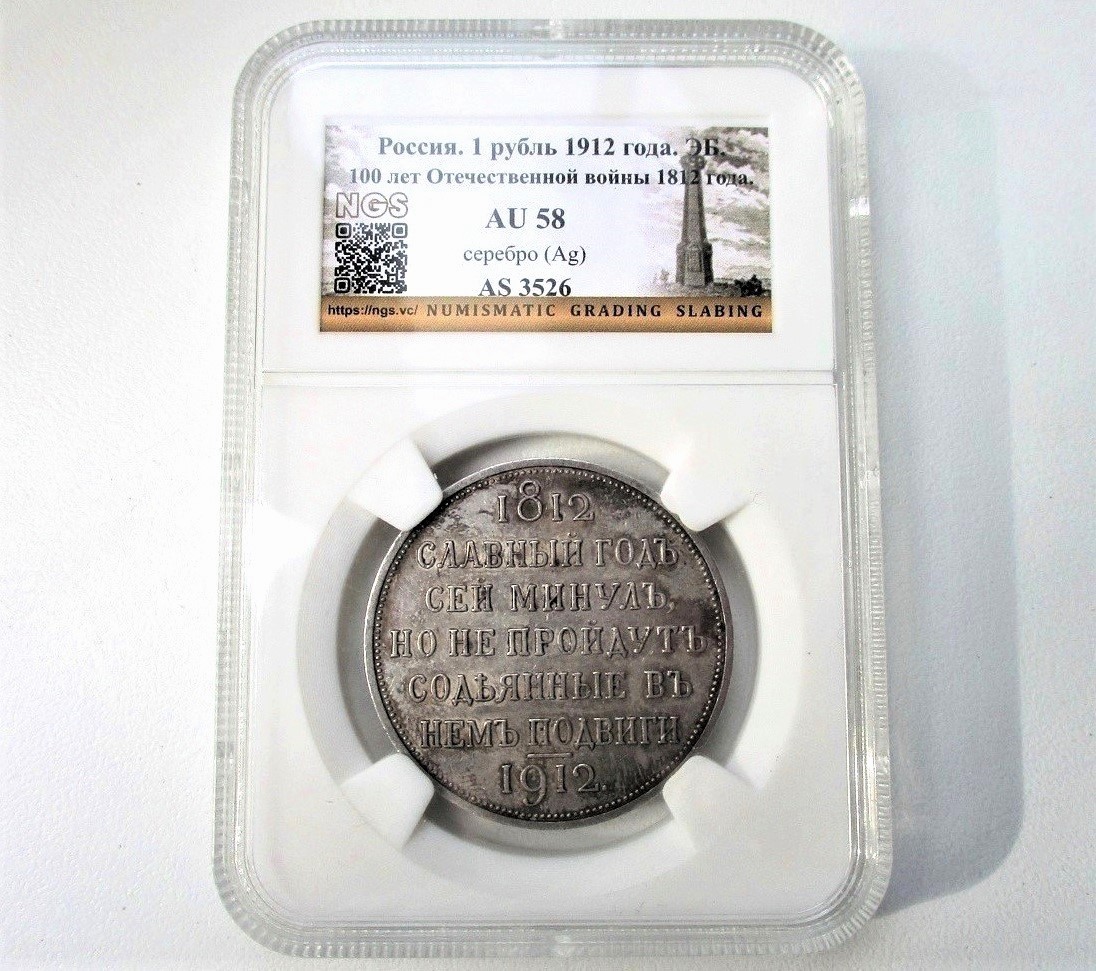 Россия. 1 рубль 1912 года. ЭБ.
100 лет Отечественной войны 1812 года.
NGS
AU 58
серебро (Ag)
AS 3526
https://ngs.vc/ NUMISMATIC GRADING SLABING
1812
СЛАВНЫЙ ГОДЪ
СЕЙ МИНУЛЪ,
НО НЕ ПРОЙДУТЪ
СОДѢЯННЫЕ ВЪ
НЕМЪ ПОДВИГИ
1912.